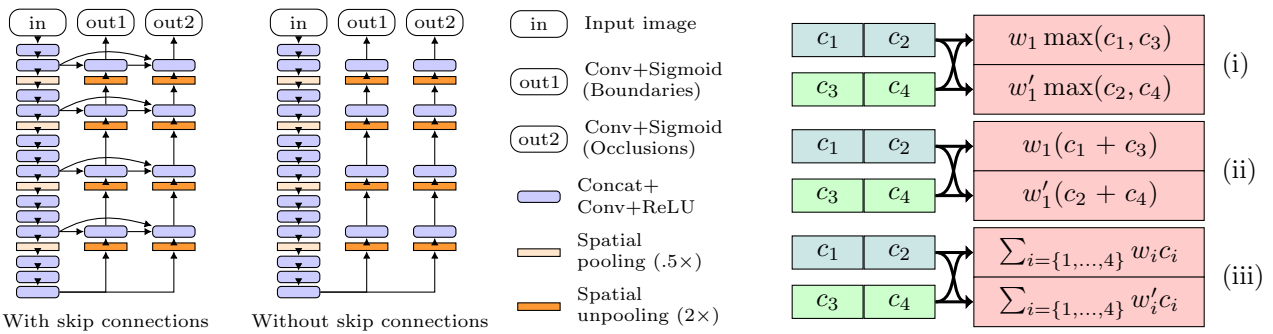 in out1 out2
With skip connections
in out1 out2
Without skip connections
in Input image
out1 Conv+Sigmoid
(Boundaries)
out2 Conv+Sigmoid
(Occlusions)
Concat+
Conv+ReLU
Spatial
pooling (.5×)
Spatial
unpooling (2×)
c₁ c₂ w₁ max(c₁, c₃)
c₃ c₄ w′₁ max(c₂, c₄)
(i)
c₁ c₂ w₁(c₁ + c₃)
c₃ c₄ w′₁(c₂ + c₄)
(ii)
c₁ c₂ ∑ᵢ₌{₁,...,₄} wᵢcᵢ
c₃ c₄ ∑ᵢ₌{₁,...,₄} w′ᵢcᵢ
(iii)